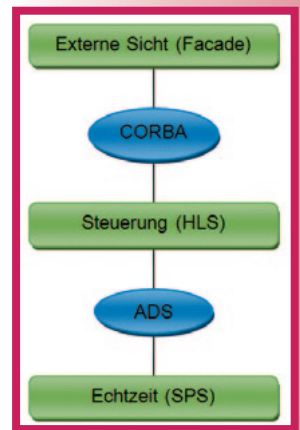 Externe Sicht (Facade)
CORBA
Steuerung (HLS)
ADS
Echtzeit (SPS)